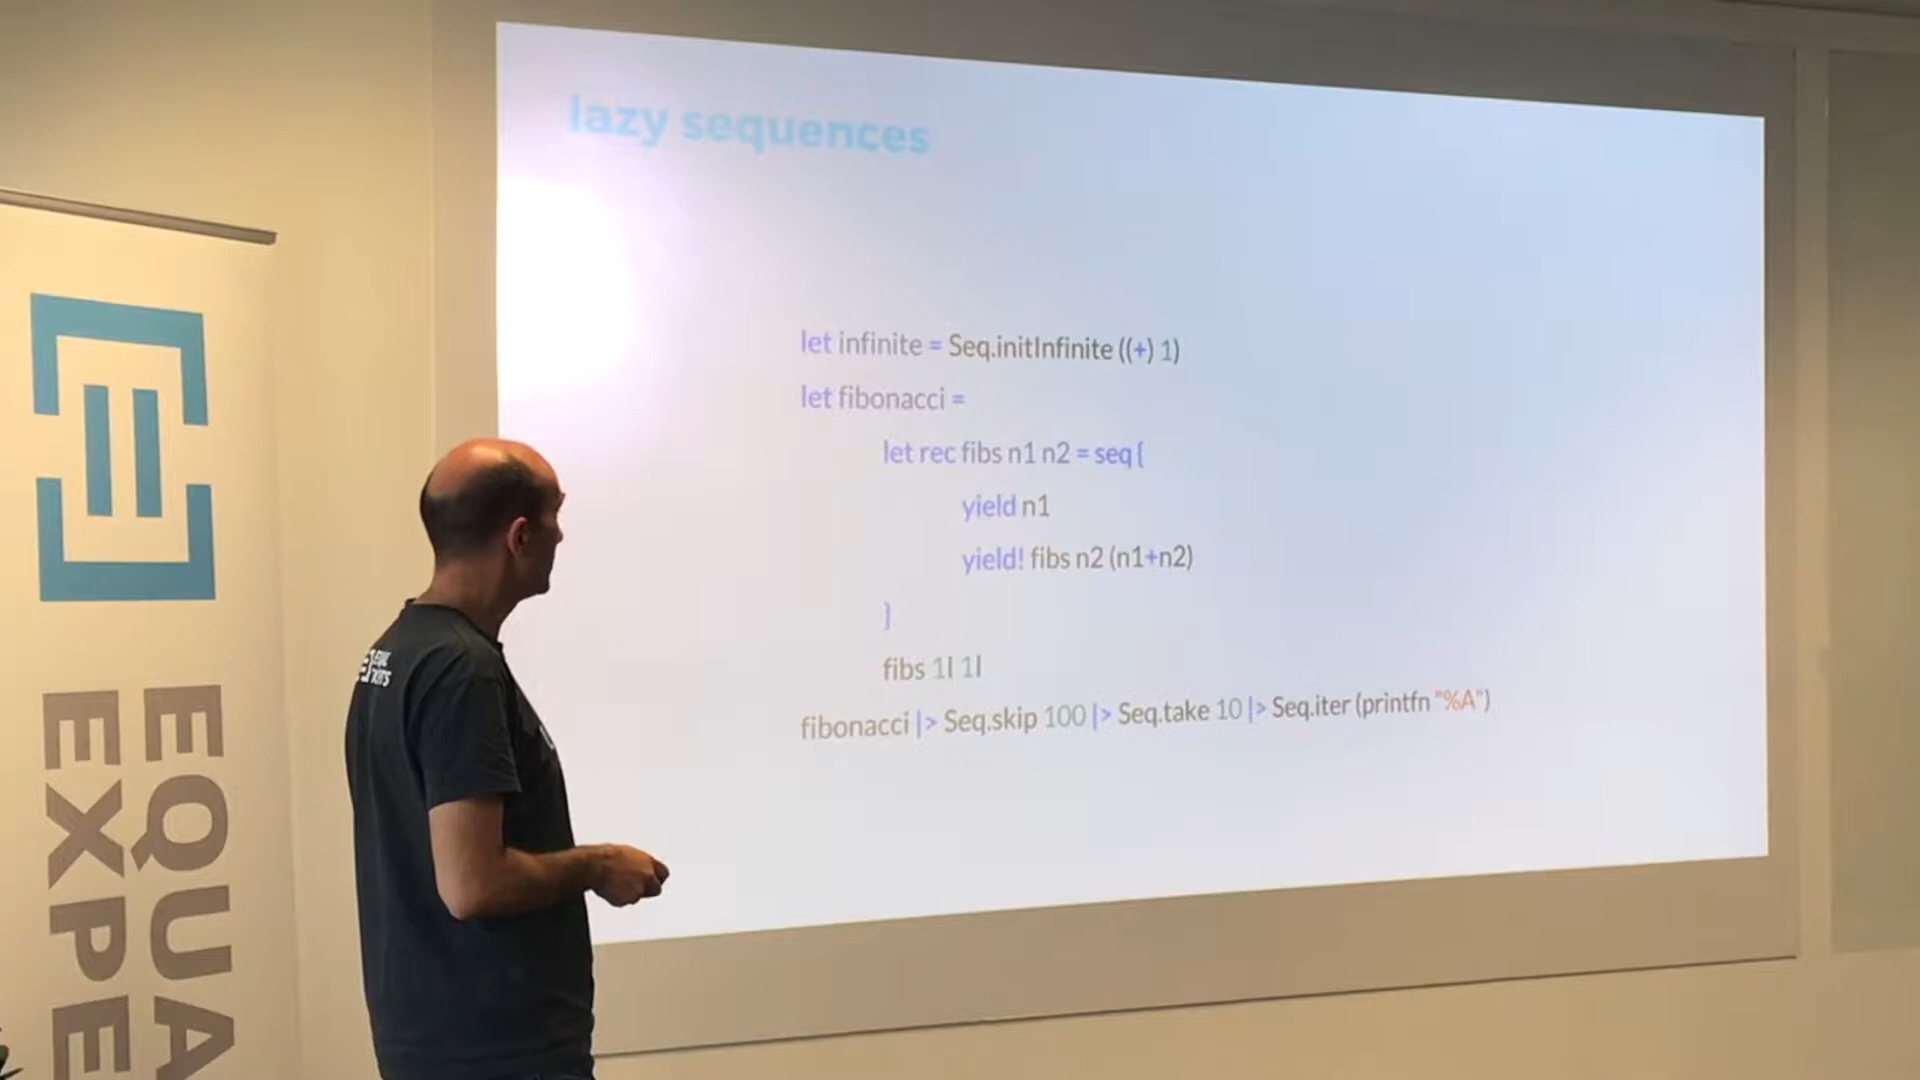 lazy sequences
let infinite = Seq.initInfinite ((+) 1)
let fibonacci =
let rec fibs n1 n2 = seq {
yield n1
yield! fibs n2 (n1+n2)
}
fibs 1I 1I
fibonacci |> Seq.skip 100 |> Seq.take 10 |> Seq.iter (printfn "%A")
EQUA
EXPE